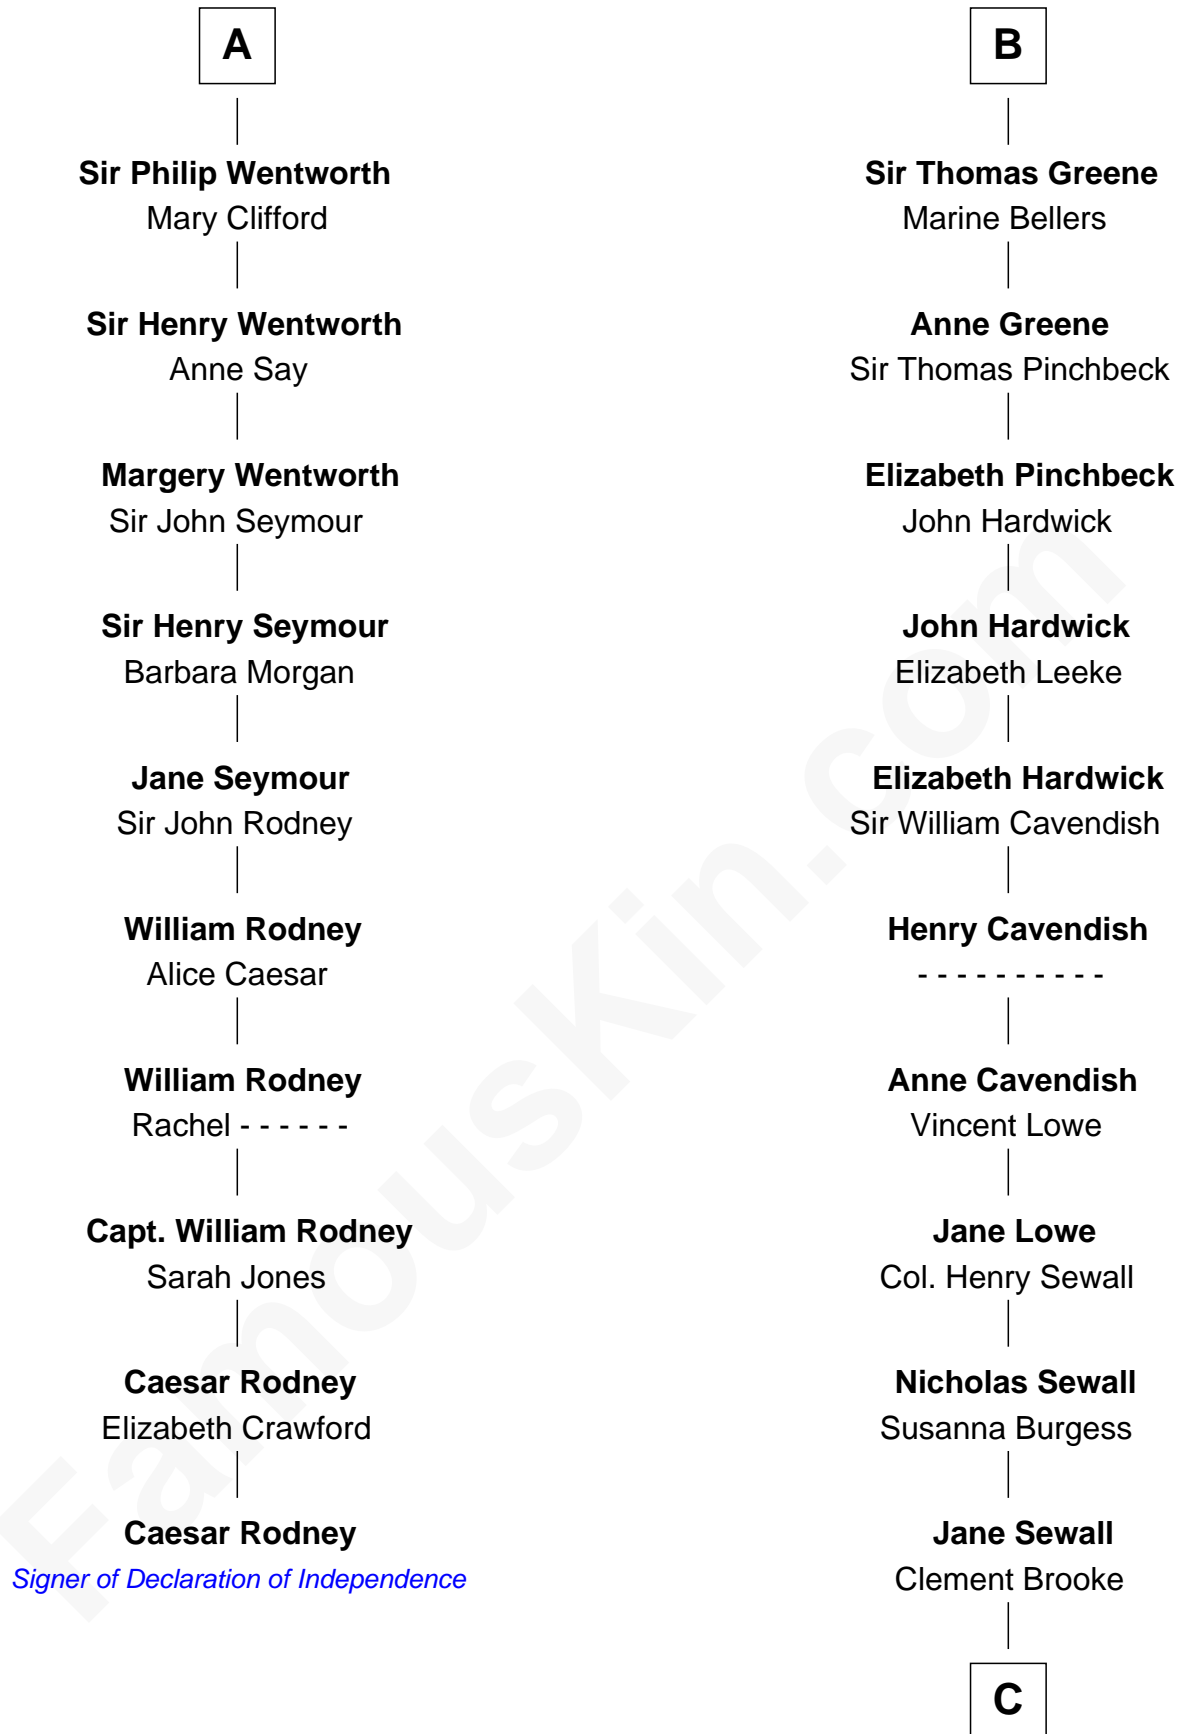 A
Sir Philip Wentworth
Mary Clifford
Sir Henry Wentworth
Anne Say
Margery Wentworth
Sir John Seymour
Sir Henry Seymour
Barbara Morgan
Jane Seymour
Sir John Rodney
William Rodney
Alice Caesar
William Rodney
Rachel - - - - - -
Capt. William Rodney
Sarah Jones
Caesar Rodney
Elizabeth Crawford
Caesar Rodney
Signer of Declaration of Independence
B
Sir Thomas Greene
Marine Bellers
Anne Greene
Sir Thomas Pinchbeck
Elizabeth Pinchbeck
John Hardwick
John Hardwick
Elizabeth Leeke
Elizabeth Hardwick
Sir William Cavendish
Henry Cavendish
- - - - - - - - - -
Anne Cavendish
Vincent Lowe
Jane Lowe
Col. Henry Sewall
Nicholas Sewall
Susanna Burgess
Jane Sewall
Clement Brooke
C
FamousKin.com